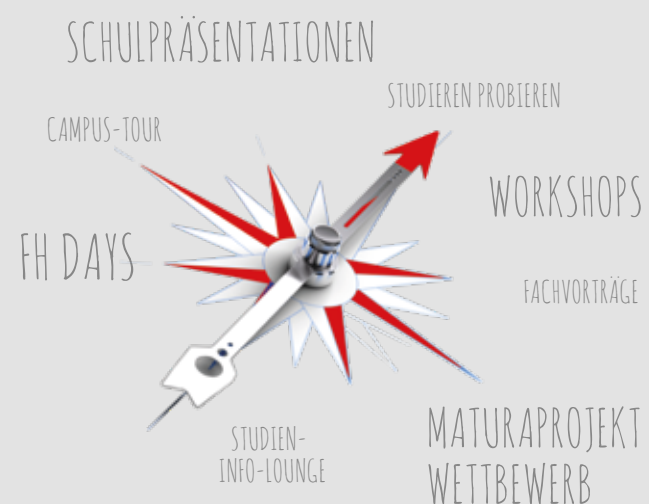 SCHULPRÄSENTATIONEN
STUDIEREN PROBIEREN
CAMPUS-TOUR
WORKSHOPS
FH DAYS
FACHVORTRÄGE
MATURAPROJEKT
WETTBEWERB
STUDIEN-
INFO-LOUNGE